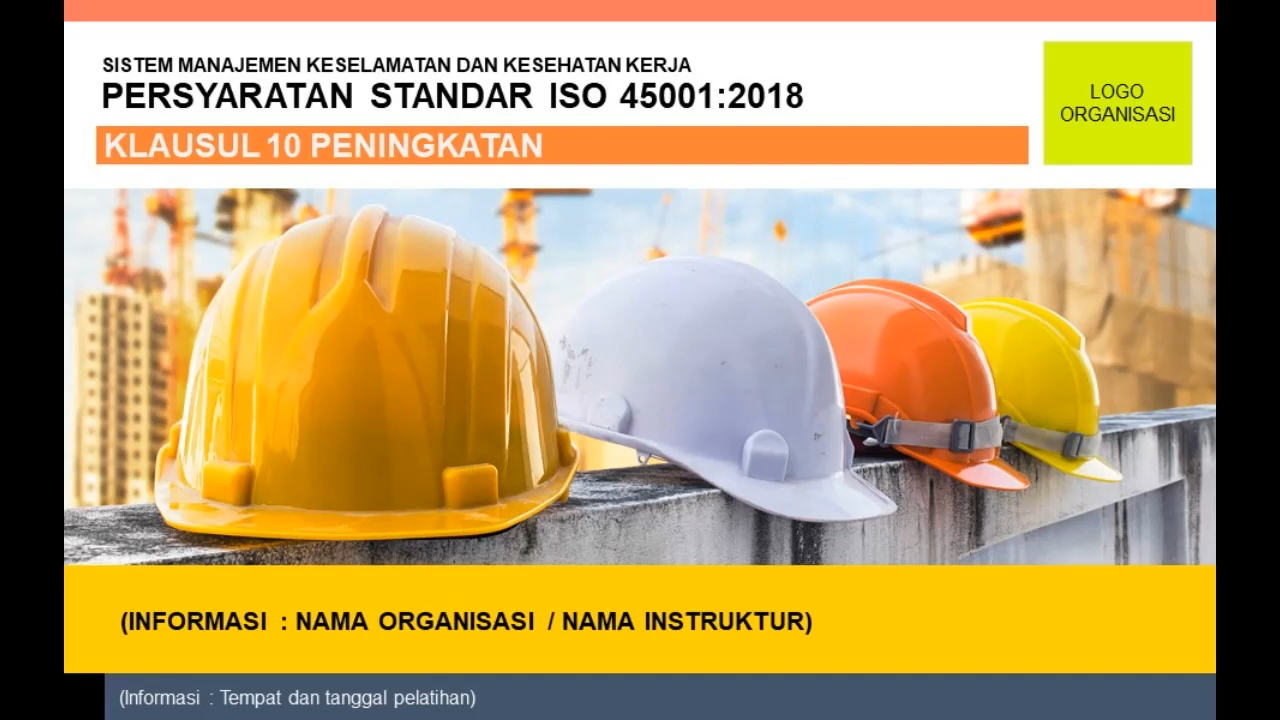 SISTEM MANAJEMEN KESELAMATAN DAN KESEHATAN KERJA
PERSYARATAN STANDAR ISO 45001:2018
KLAUSUL 10 PENINGKATAN
LOGO
ORGANISASI
(INFORMASI : NAMA ORGANISASI / NAMA INSTRUKTUR)
(Informasi : Tempat dan tanggal pelatihan)